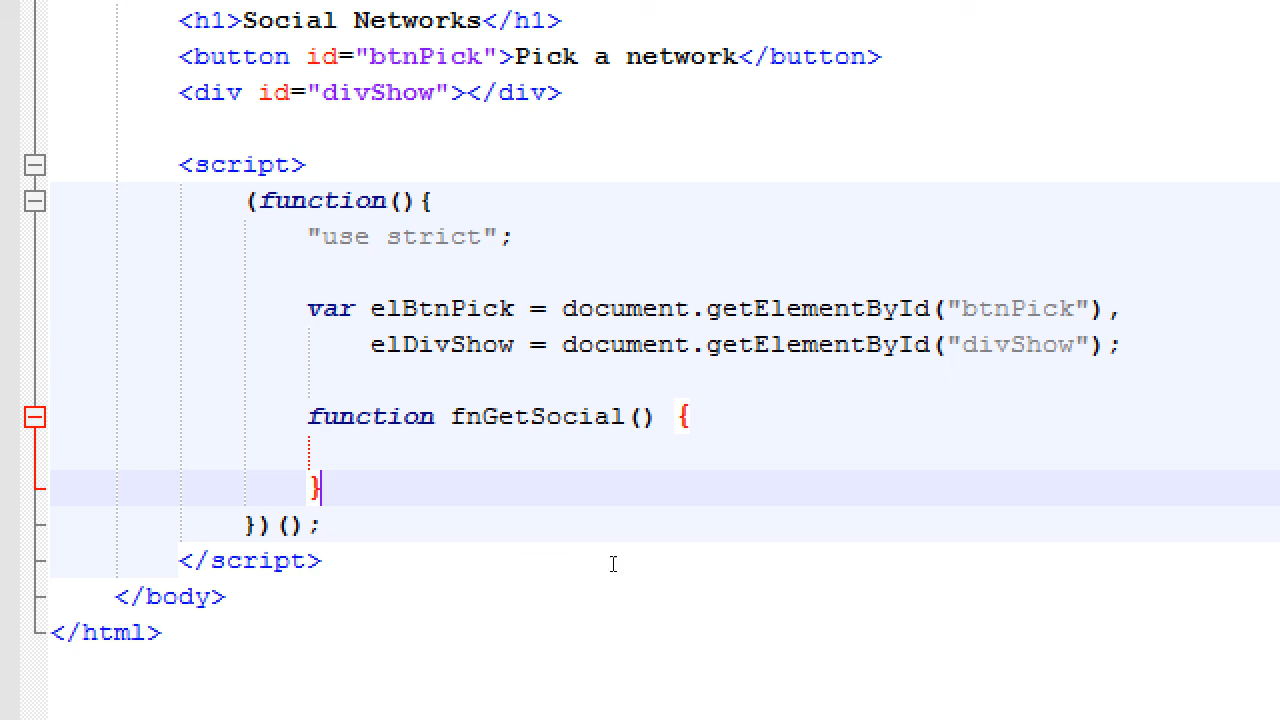 <h1>Social Networks</h1>
<button id="btnPick">Pick a network</button>
<div id="divShow"></div>
<script>
(function(){
"use strict";
var elBtnPick = document.getElementById("btnPick"),
elDivShow = document.getElementById("divShow");
function fnGetSocial() {
}
})();
</script>
</body>
</html>